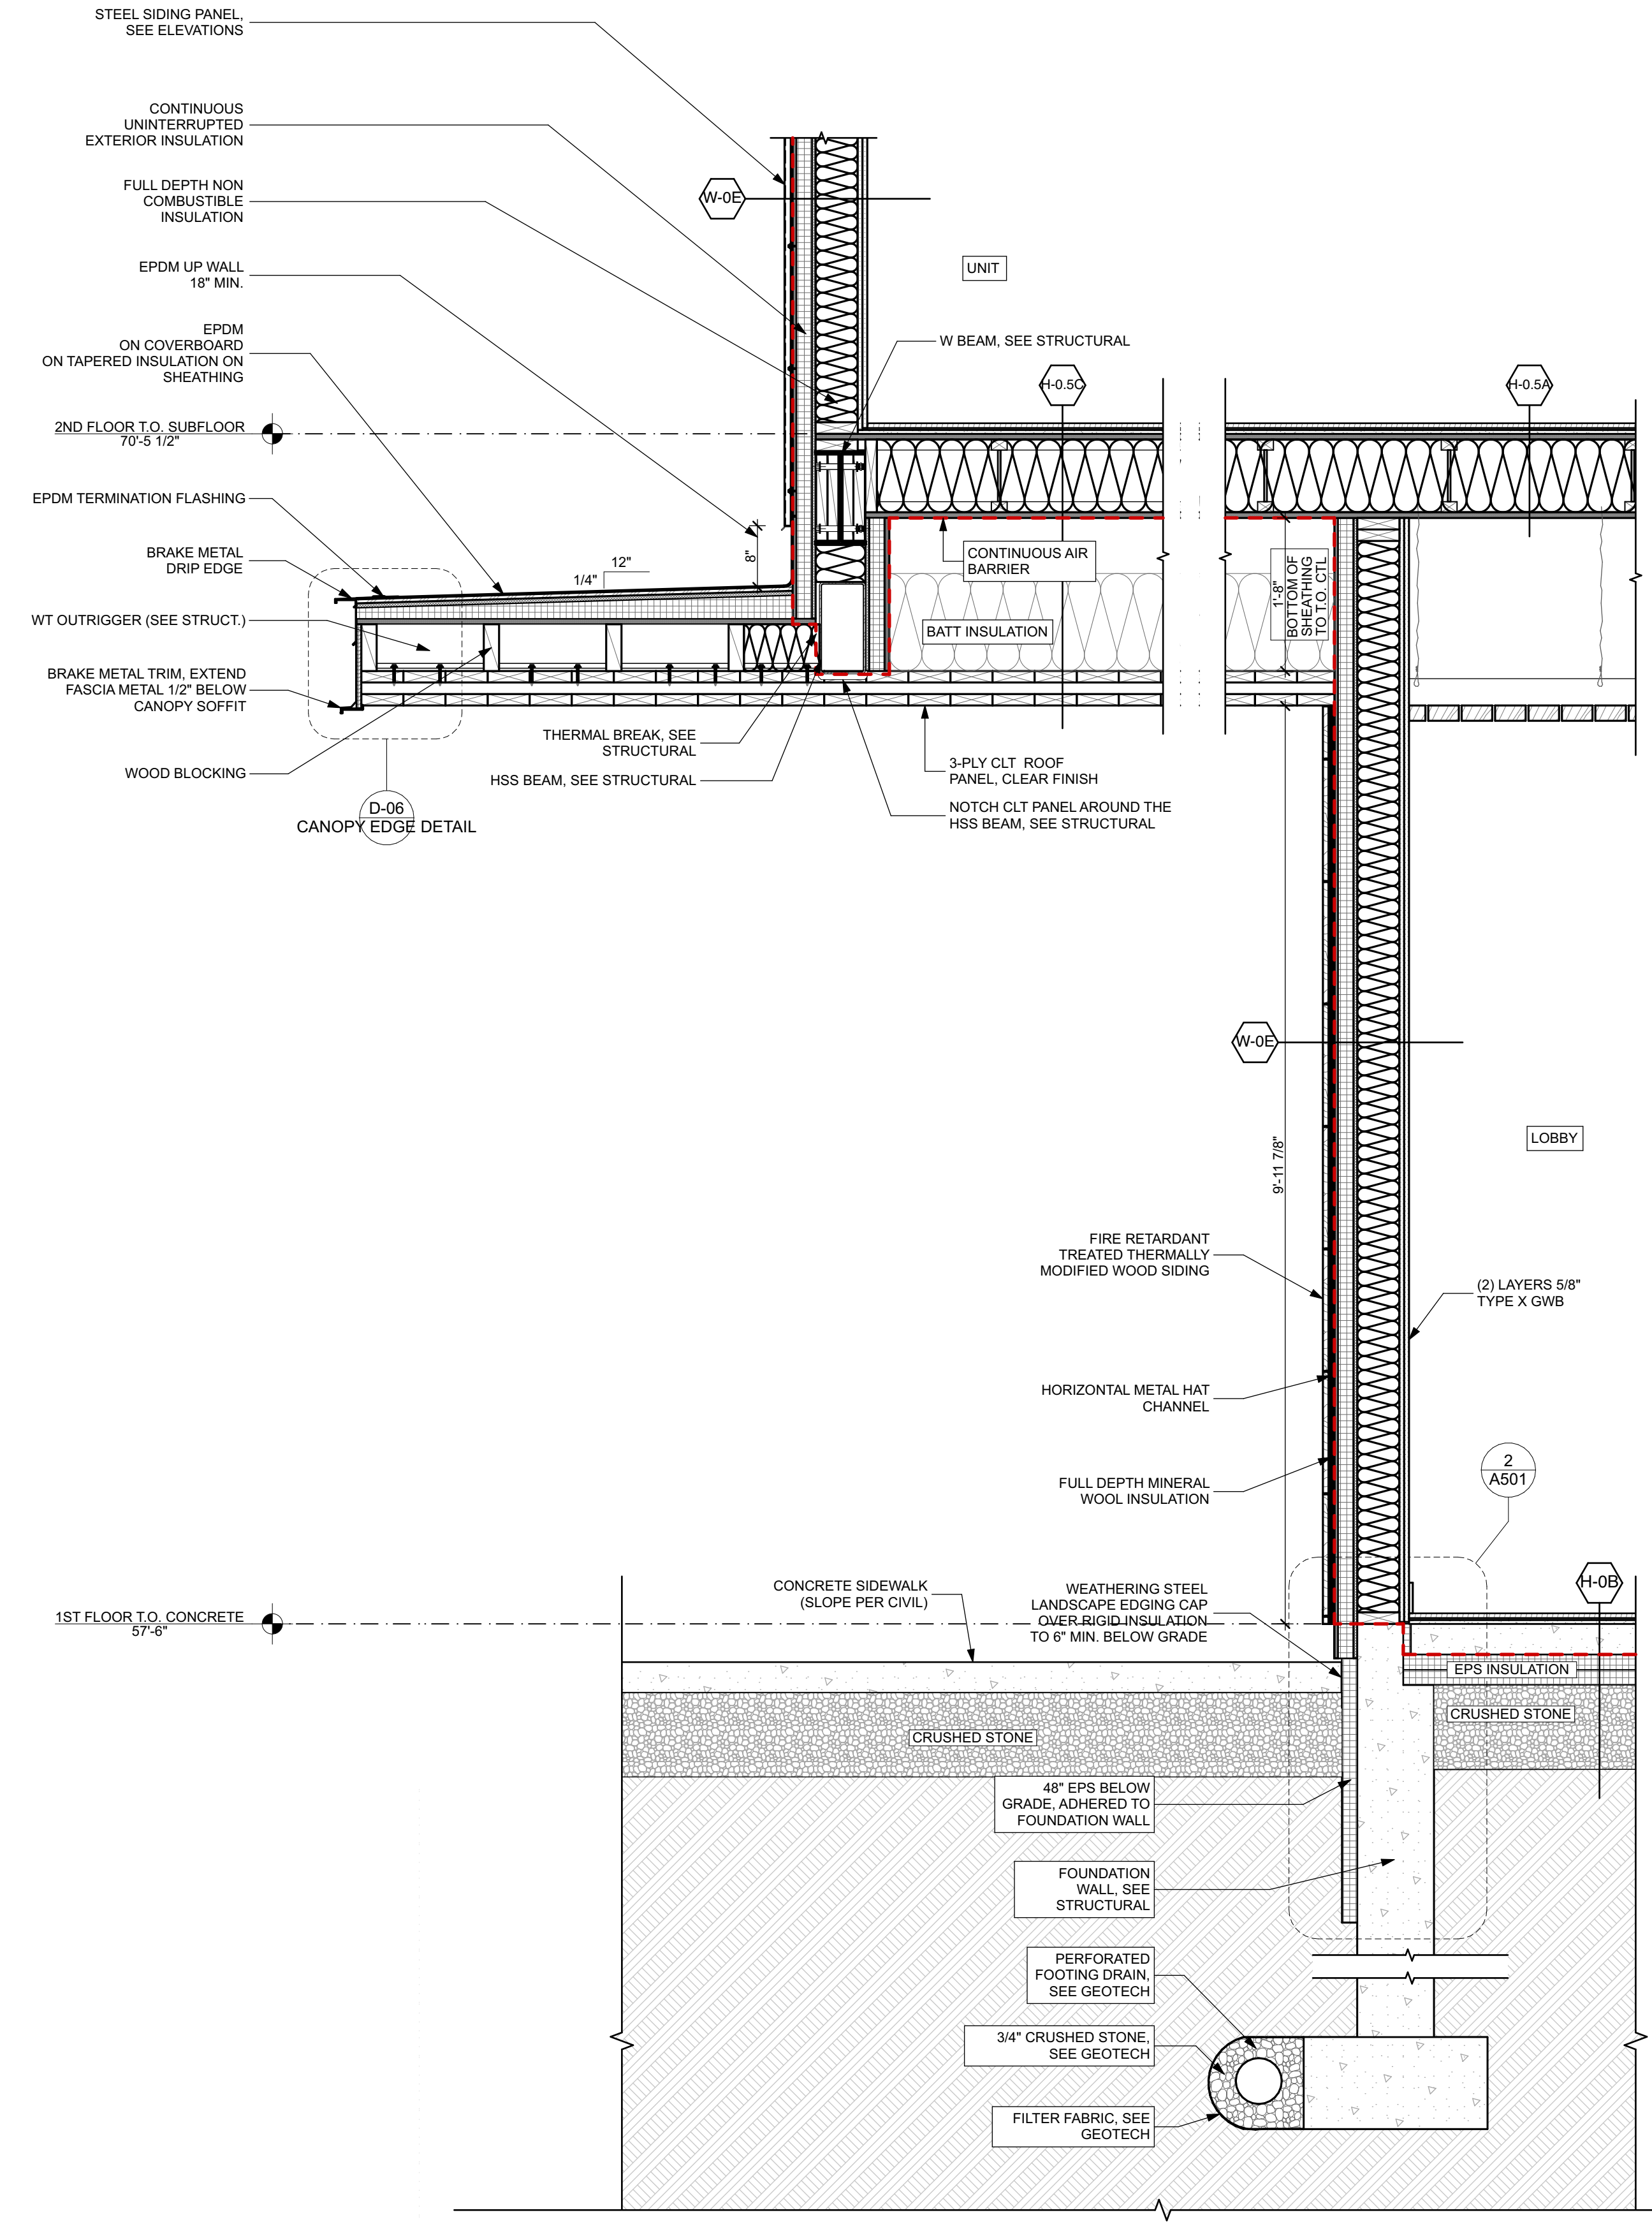 STEEL SIDING PANEL,
SEE ELEVATIONS
CONTINUOUS
UNINTERRUPTED
EXTERIOR INSULATION
FULL DEPTH NON
COMBUSTIBLE
INSULATION
W-0E
EPDM UP WALL
18" MIN.
UNIT
EPDM
ON COVERBOARD
ON TAPERED INSULATION ON
SHEATHING
W BEAM, SEE STRUCTURAL
H-0.5C
H-0.5A
2ND FLOOR T.O. SUBFLOOR
70'-5 1/2"
EPDM TERMINATION FLASHING
BRAKE METAL
DRIP EDGE
12"
1/4"
8"
CONTINUOUS AIR
BARRIER
1'-8"
BOTTOM OF
SHEATHING
TO T.O. CTL
WT OUTRIGGER (SEE STRUCT.)
BATT INSULATION
BRAKE METAL TRIM, EXTEND
FASCIA METAL 1/2" BELOW
CANOPY SOFFIT
THERMAL BREAK, SEE
STRUCTURAL
WOOD BLOCKING
HSS BEAM, SEE STRUCTURAL
3-PLY CLT ROOF
PANEL, CLEAR FINISH
D-06
CANOPY EDGE DETAIL
NOTCH CLT PANEL AROUND THE
HSS BEAM, SEE STRUCTURAL
W-0E
LOBBY
9'-11 7/8"
FIRE RETARDANT
TREATED THERMALLY
MODIFIED WOOD SIDING
(2) LAYERS 5/8"
TYPE X GWB
HORIZONTAL METAL HAT
CHANNEL
2
A501
FULL DEPTH MINERAL
WOOL INSULATION
CONCRETE SIDEWALK
(SLOPE PER CIVIL)
WEATHERING STEEL
LANDSCAPE EDGING CAP
OVER RIGID INSULATION
TO 6" MIN. BELOW GRADE
H-0B
1ST FLOOR T.O. CONCRETE
57'-6"
EPS INSULATION
CRUSHED STONE
CRUSHED STONE
48" EPS BELOW
GRADE, ADHERED TO
FOUNDATION WALL
FOUNDATION
WALL, SEE
STRUCTURAL
PERFORATED
FOOTING DRAIN,
SEE GEOTECH
3/4" CRUSHED STONE,
SEE GEOTECH
FILTER FABRIC, SEE
GEOTECH